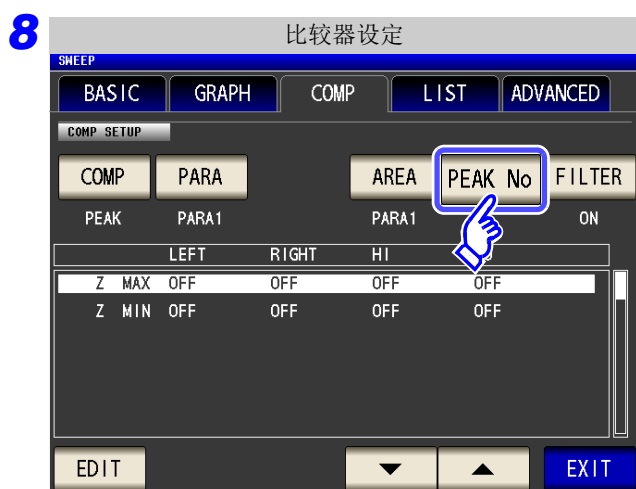 8
比较器设定
SWEEP
BASIC GRAPH COMP LIST ADVANCED
COMP SETUP
COMP PARA AREA PEAK No FILTER
PEAK PARA1 PARA1 ON
LEFT RIGHT HI
Z MAX OFF OFF OFF OFF
Z MIN OFF OFF OFF OFF
EDIT EXIT